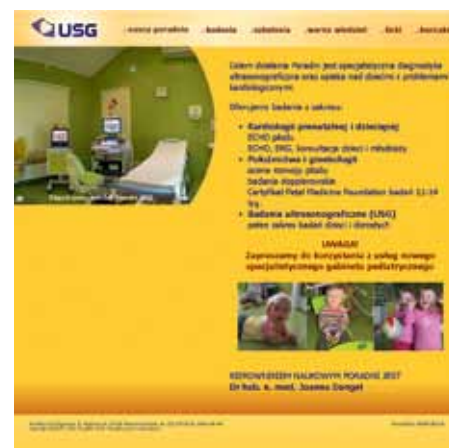 USG
nasza poradnia badania szkolenia warto wiedzieć linki kontakt
Celem działania Poradni jest specjalistyczna diagnostyka
ultrasonograficzna oraz opieka nad dziećmi z problemami
kardiologicznymi.
Oferujemy badania z zakresu:
• Kardiologii prenatalnej i dziecięcej
ECHO płodu
ECHO, EKG, konsultacje dzieci i młodzieży
• Położnictwa i ginekologii
ocena rozwoju płodu
badania dopplerowskie
Certyfikat Fetal Medicine Foundation badań 11-14
tyg.
• Badania ultrasonograficzne (USG)
pełen zakres badań dzieci i dorosłych
UWAGA!
Zapraszamy do korzystania z usług nowego
specjalistycznego gabinetu pediatrycznego
KIEROWNIKIEM NAUKOWYM PORADNI JEST
Dr hab. n. med. Joanna Dangel